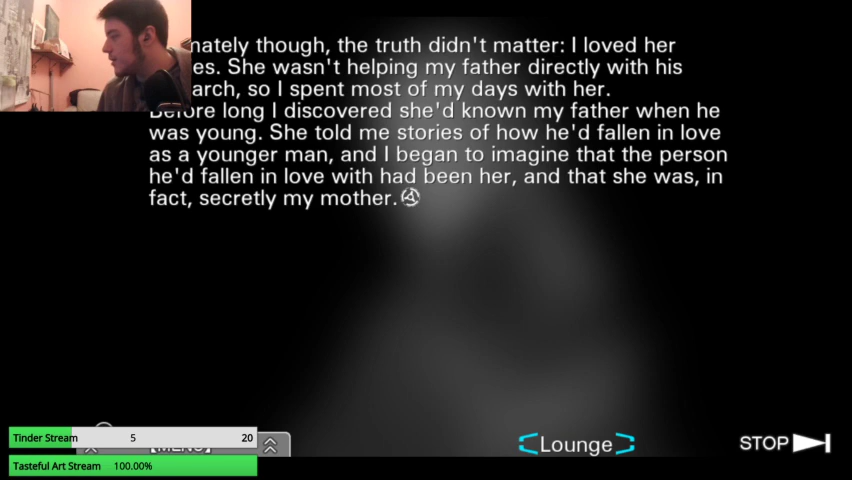 nately though, the truth didn't matter: I loved her
es. She wasn't helping my father directly with his
arch, so I spent most of my days with her.
Before long I discovered she'd known my father when he
was young. She told me stories of how he'd fallen in love
as a younger man, and I began to imagine that the person
he'd fallen in love with had been her, and that she was, in
fact, secretly my mother.
Lounge
STOP
Tinder Stream 5 20
[MENU]
Tasteful Art Stream 100.00%